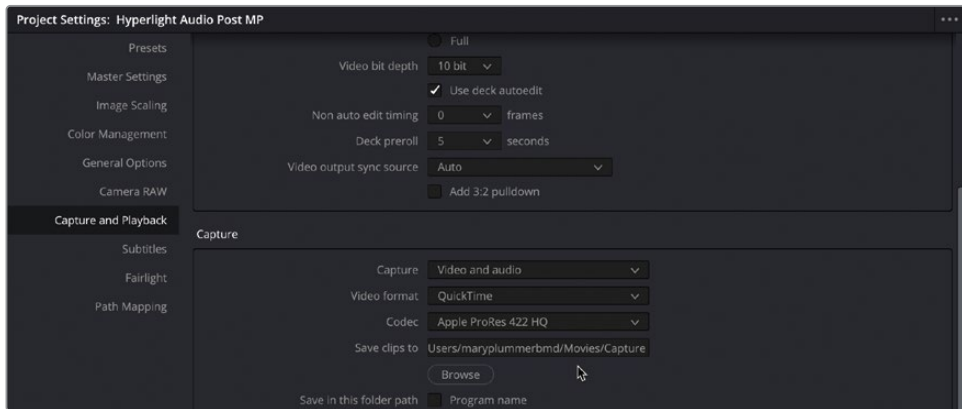 Project Settings: Hyperlight Audio Post MP
Presets
Master Settings
Image Scaling
Color Management
General Options
Camera RAW
Capture and Playback
Subtitles
Fairlight
Path Mapping
Full
Video bit depth 10 bit
Use deck autoedit
Non auto edit timing 0 frames
Deck preroll 5 seconds
Video output sync source Auto
Add 3:2 pulldown
Capture
Capture Video and audio
Video format QuickTime
Codec Apple ProRes 422 HQ
Save clips to Users/maryplummerbmd/Movies/Capture
Browse
Save in this folder path Program name